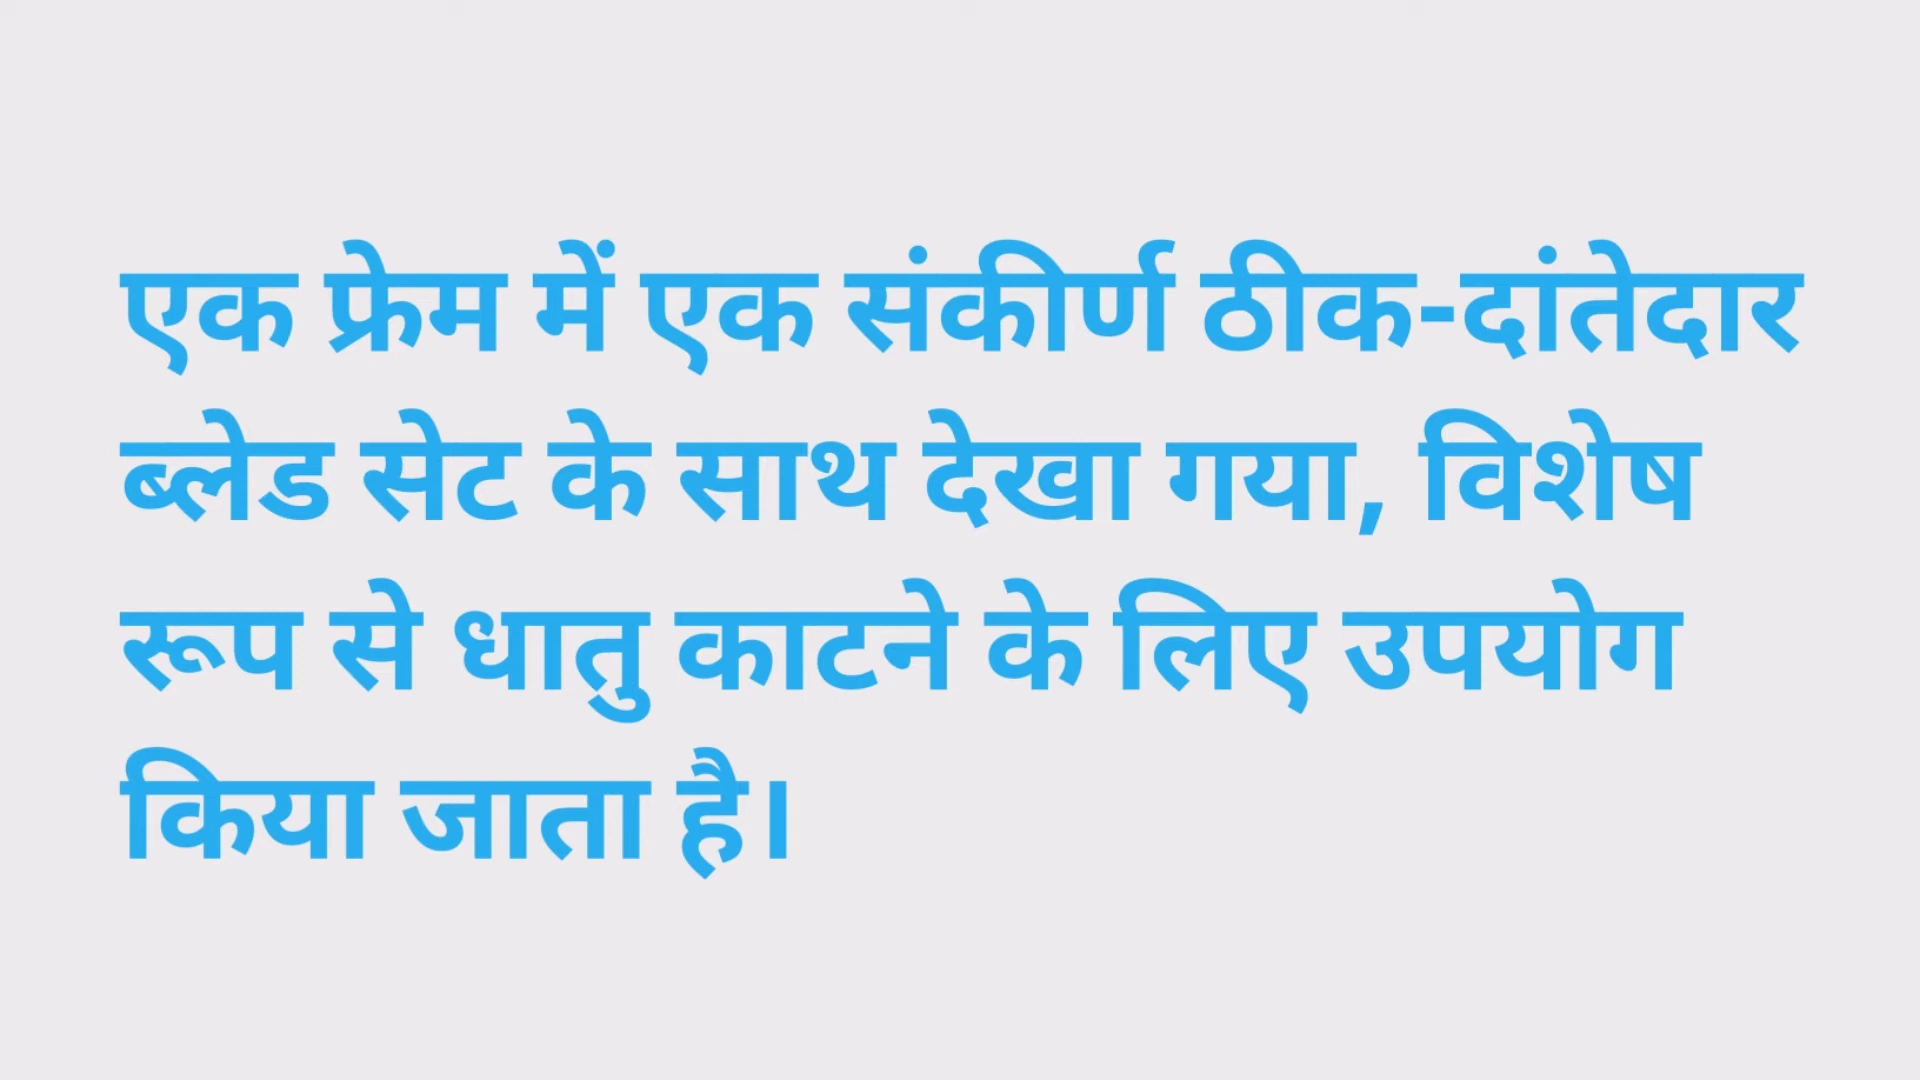 एक फ्रेम में एक संकीर्ण ठीक-दांतेदार
ब्लेड सेट के साथ देखा गया, विशेष
रूप से धातु काटने के लिए उपयोग
किया जाता है।